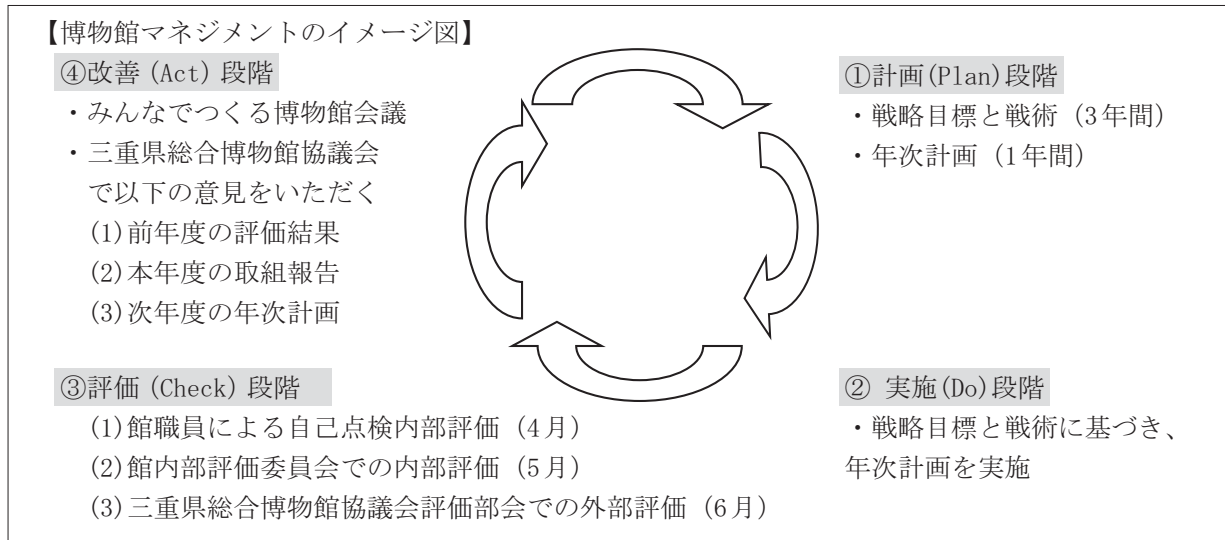 【博物館マネジメントのイメージ図】
④改善(Act)段階
・みんなでつくる博物館会議
・三重県総合博物館協議会
で以下の意見をいただく
(1)前年度の評価結果
(2)本年度の取組報告
(3)次年度の年次計画
①計画(Plan)段階
・戦略目標と戦術(3年間)
・年次計画(1年間)
③評価(Check)段階
(1)館職員による自己点検内部評価(4月)
(2)館内部評価委員会での内部評価(5月)
(3)三重県総合博物館協議会評価部会での外部評価(6月)
② 実施(Do)段階
・戦略目標と戦術に基づき、
年次計画を実施